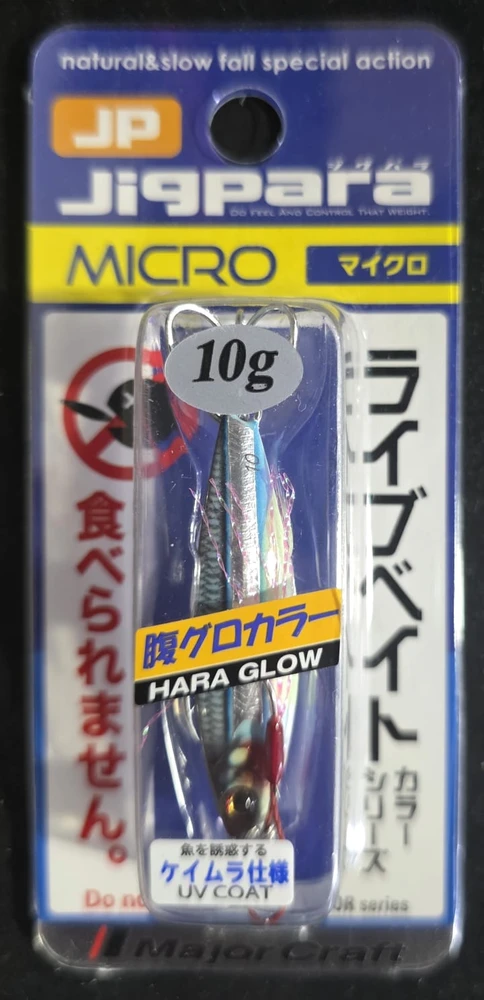 natural&slow fall special action
JP
ジグパラ
Jigpara
DO FEEL AND CONTROL THAT WEIGHT.
MICRO
マイクロ
10g
ライブベイト
カラー
シリーズ
食べられません。
腹グロカラー
HARA GLOW
魚を誘惑する
ケイムラ仕様
UV COAT
Do
series
Major Craft